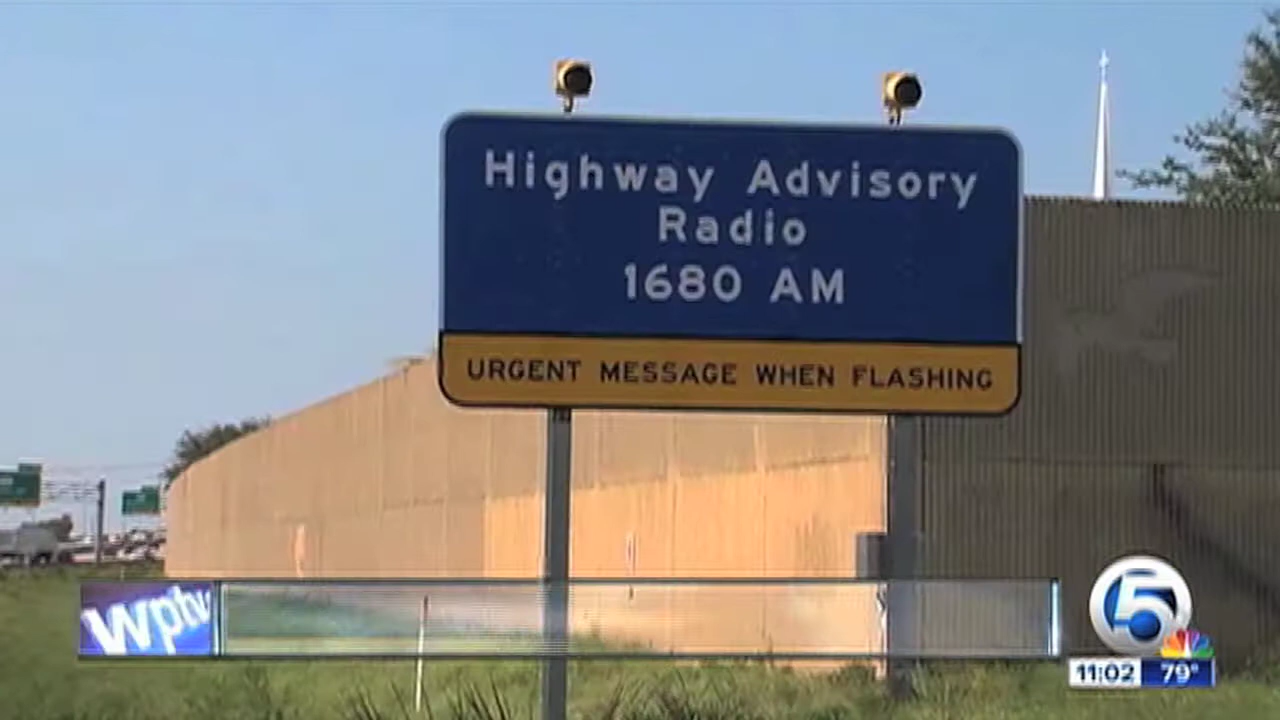 Highway Advisory
Radio
1680 AM
URGENT MESSAGE WHEN FLASHING
wptv
5
11:02 79°